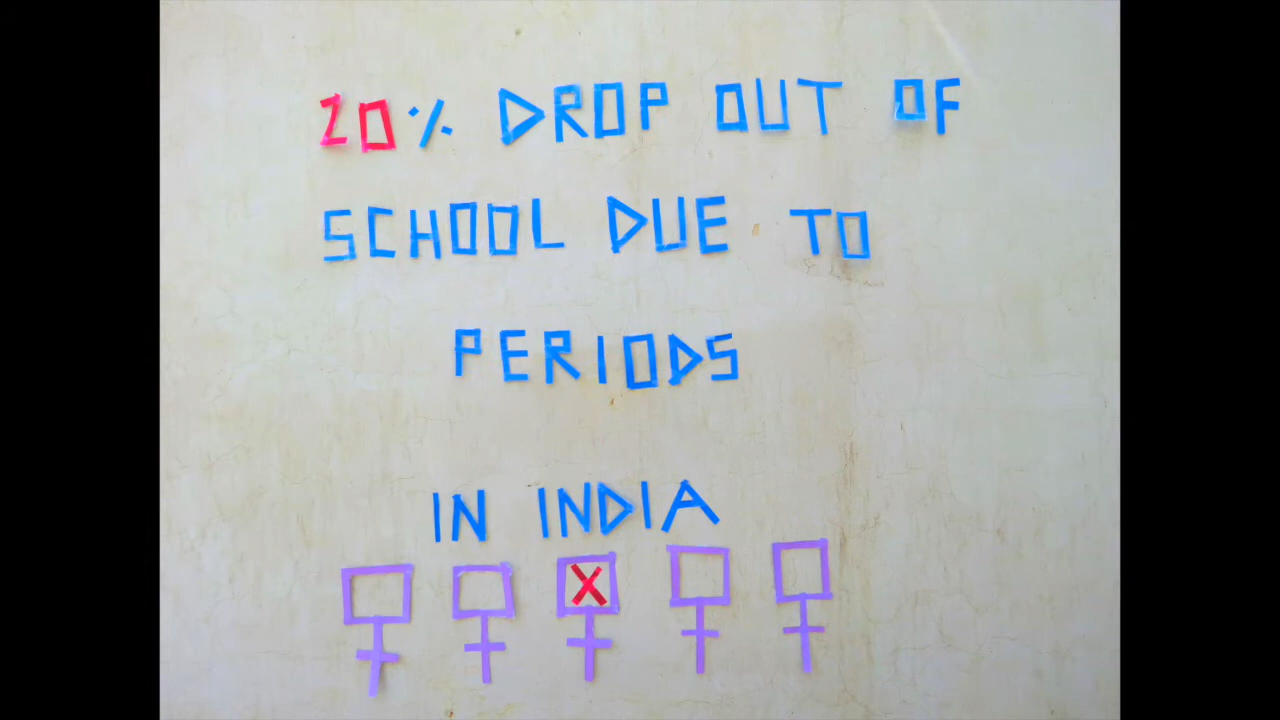 20% DROP OUT OF
SCHOOL DUE TO
PERIODS
IN INDIA
X